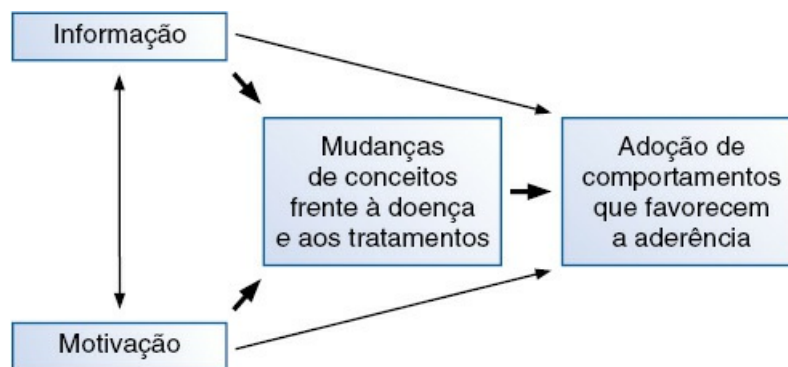 Informação
Mudanças
de conceitos
frente à doença
e aos tratamentos
Adoção de
comportamentos
que favorecem
a aderência
Motivação